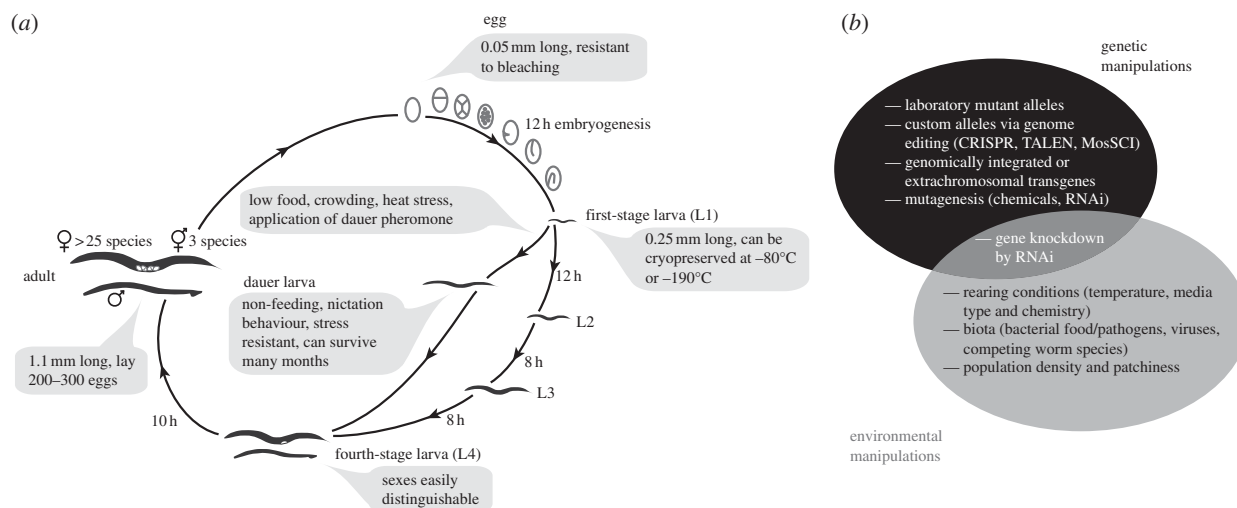 (a)
egg
0.05 mm long, resistant
to bleaching
12 h embryogenesis
low food, crowding, heat stress,
application of dauer pheromone
first-stage larva (L1)
0.25 mm long, can be
cryopreserved at –80°C
or –190°C
♀ >25 species
⚥ 3 species
adult
♂
dauer larva
non-feeding, nictation
behaviour, stress
resistant, can survive
many months
12 h
L2
8 h
L3
8 h
1.1 mm long, lay
200–300 eggs
10 h
fourth-stage larva (L4)
sexes easily
distinguishable
(b)
genetic
manipulations
— laboratory mutant alleles
— custom alleles via genome
editing (CRISPR, TALEN, MosSCI)
— genomically integrated or
extrachromosomal transgenes
— mutagenesis (chemicals, RNAi)
— gene knockdown
by RNAi
— rearing conditions (temperature, media
type and chemistry)
— biota (bacterial food/pathogens, viruses,
competing worm species)
— population density and patchiness
environmental
manipulations